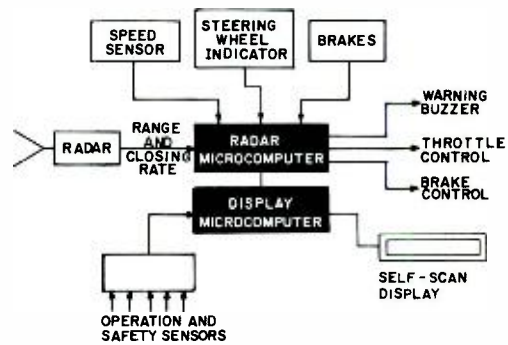 SPEED
SENSOR
STEERING
WHEEL
INDICATOR
BRAKES
RADAR
RANGE
AND
CLOSING
RATE
RADAR
MICROCOMPUTER
WARNING
BUZZER
THROTTLE
CONTROL
BRAKE
CONTROL
DISPLAY
MICROCOMPUTER
SELF-SCAN
DISPLAY
OPERATION AND
SAFETY SENSORS